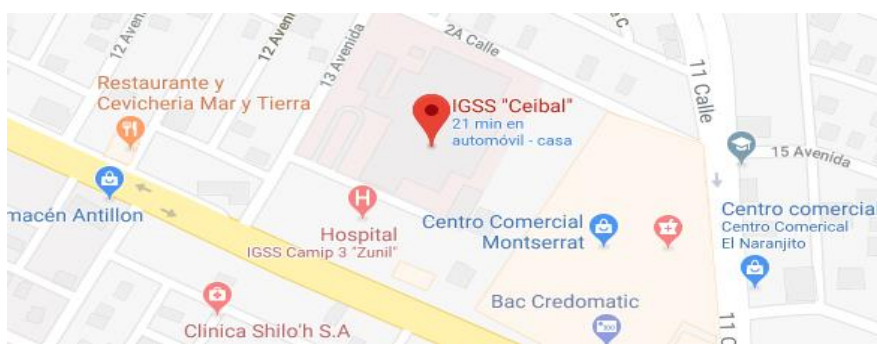 12 Avenida
12 Avenida
13 Avenida
2A Calle
11 Calle
Restaurante y
Cevicheria Mar y Tierra
IGSS "Ceibal"
21 min en
automóvil - casa
15 Avenida
macén Antillon
H
Hospital
IGSS Camip 3 "Zunil"
Centro Comercial
Montserrat
Centro comercial
Centro Comerical
El Naranjito
Bac Credomatic
Clinica Shilo'h S.A
11 C